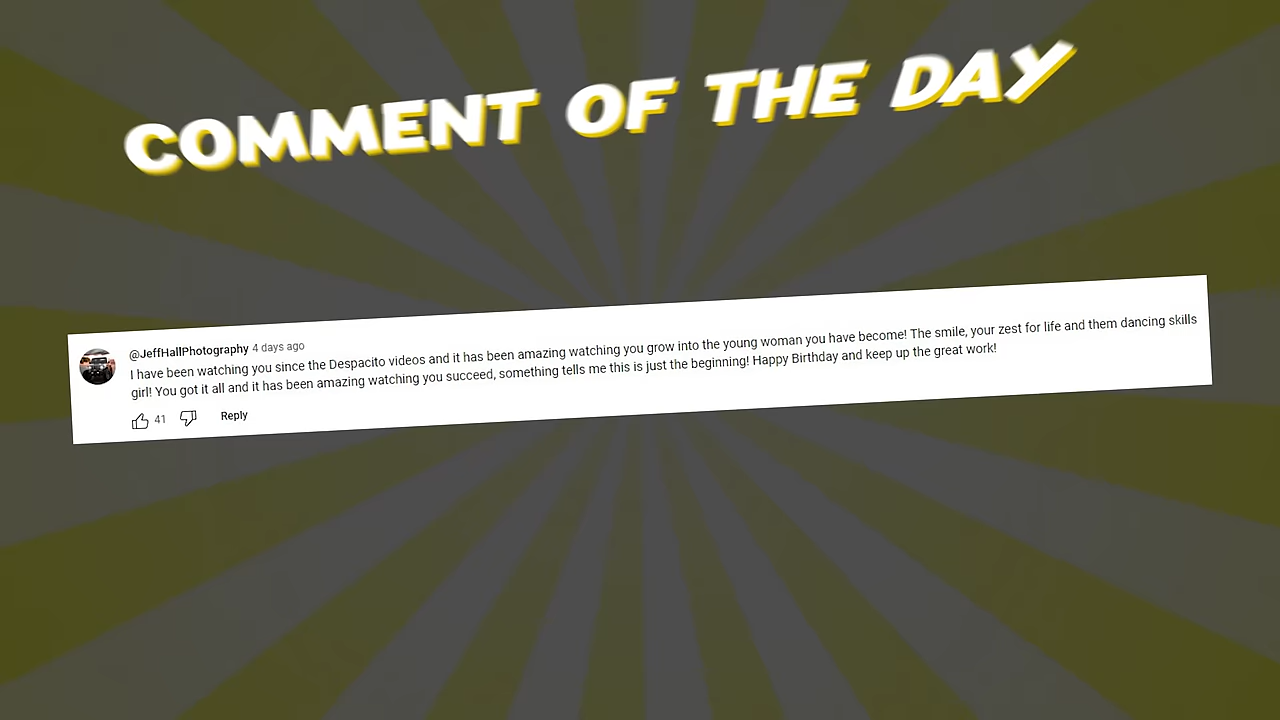 COMMENT OF THE DAY
@JeffHallPhotography 4 days ago
I have been watching you since the Despacito videos and it has been amazing watching you grow into the young woman you have become! The smile, your zest for life and them dancing skills
girl! You got it all and it has been amazing watching you succeed, something tells me this is just the beginning! Happy Birthday and keep up the great work!
41 Reply